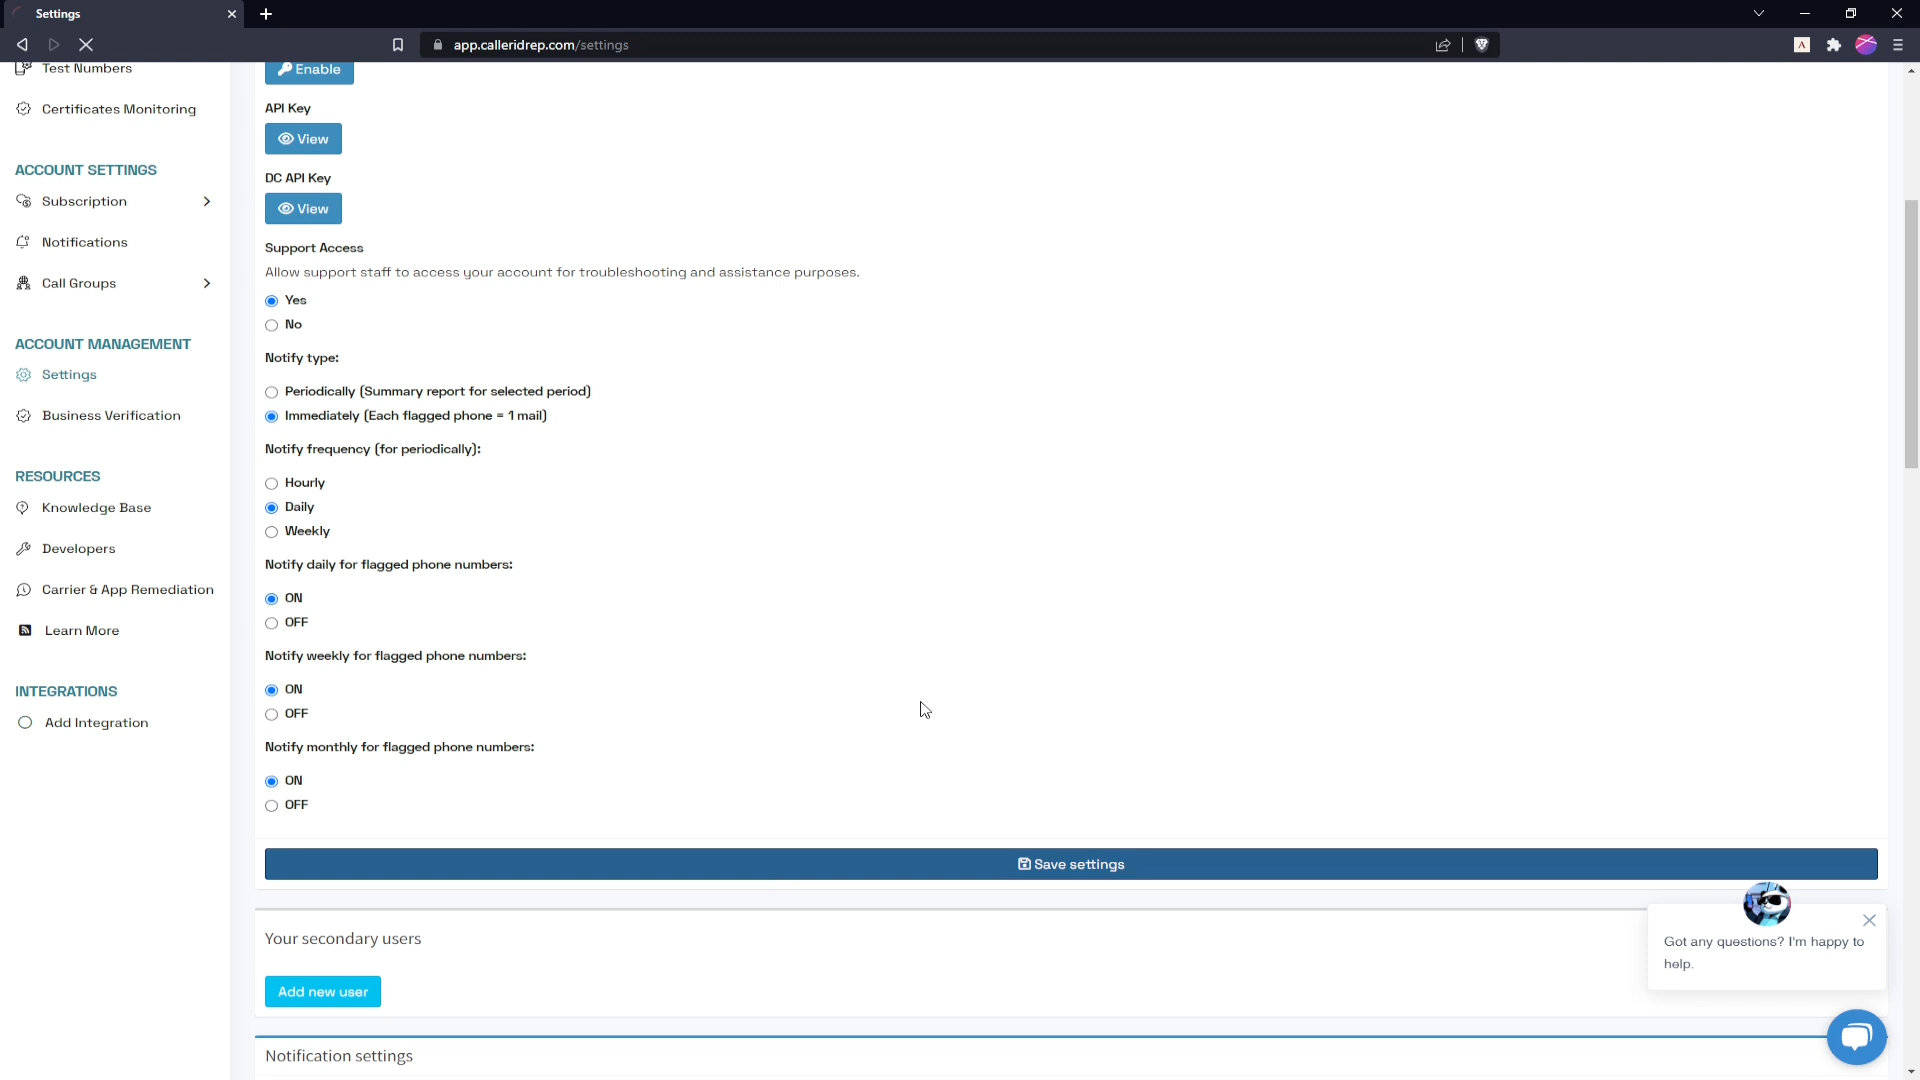 Settings
app.calleridrep.com/settings
Test Numbers
Certificates Monitoring
ACCOUNT SETTINGS
Subscription
Notifications
Call Groups
ACCOUNT MANAGEMENT
Settings
Business Verification
RESOURCES
Knowledge Base
Developers
Carrier & App Remediation
Learn More
INTEGRATIONS
Add Integration
Enable
API Key
View
DC API Key
View
Support Access
Allow support staff to access your account for troubleshooting and assistance purposes.
Yes
No
Notify type:
Periodically (Summary report for selected period)
Immediately (Each flagged phone = 1 mail)
Notify frequency (for periodically):
Hourly
Daily
Weekly
Notify daily for flagged phone numbers:
ON
OFF
Notify weekly for flagged phone numbers:
ON
OFF
Notify monthly for flagged phone numbers:
ON
OFF
Save settings
Your secondary users
Add new user
Notification settings
Got any questions? I'm happy to
help.
A